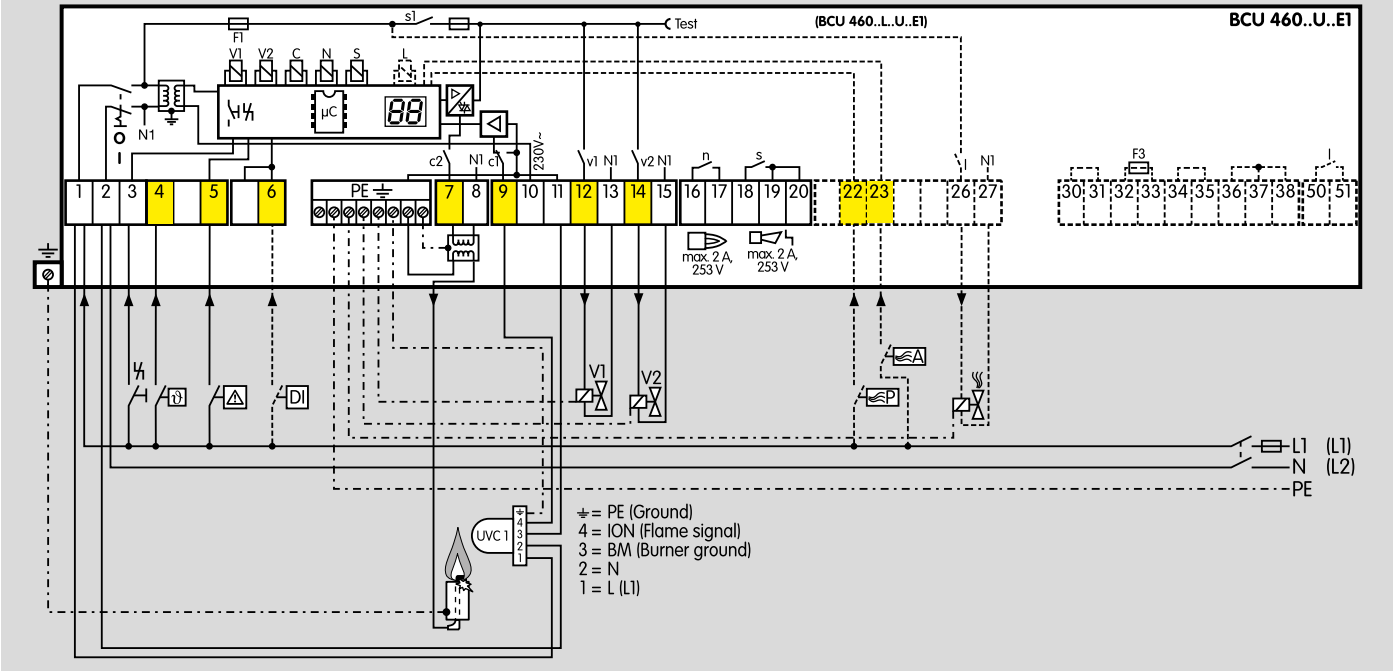 s1 Test (BCU 460..L..U..E1) BCU 460..U..E1
F1
V1 V2 C N S L
µC 88
N1 230V~
O
I
c2 N1 c1 v1 N1 v2 N1 n s I N1 F3 I
1 2 3 4 5 6 PE 7 8 9 10 11 12 13 14 15 16 17 18 19 20 22 23 26 27 30 31 32 33 34 35 36 37 38 50 51
max. 2 A, 253 V
max. 2 A, 253 V
V1 V2 A
ϑ DI P
L1 (L1)
N (L2)
PE
UVC 1
4
3
2
1
= PE (Ground)
4 = ION (Flame signal)
3 = BM (Burner ground)
2 = N
1 = L (L1)